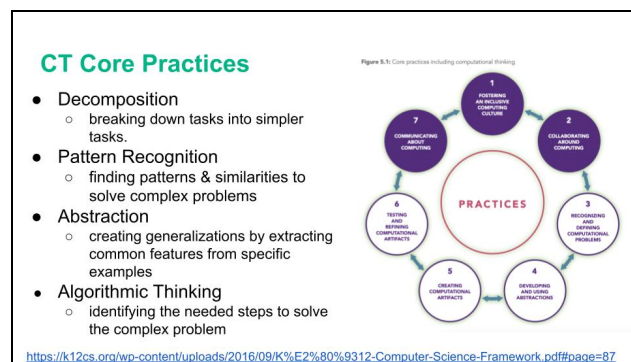 CT Core Practices
● Decomposition
○ breaking down tasks into simpler
tasks.
● Pattern Recognition
○ finding patterns & similarities to
solve complex problems
● Abstraction
○ creating generalizations by extracting
common features from specific
examples
● Algorithmic Thinking
○ identifying the needed steps to solve
the complex problem
Figure 5.1: Core practices including computational thinking
1
FOSTERING
AN INCLUSIVE
COMPUTING
CULTURE
2
COLLABORATING
AROUND
COMPUTING
3
RECOGNIZING
AND
DEFINING
COMPUTATIONAL
PROBLEMS
4
DEVELOPING
AND USING
ABSTRACTIONS
5
CREATING
COMPUTATIONAL
ARTIFACTS
6
TESTING
AND
REFINING
COMPUTATIONAL
ARTIFACTS
7
COMMUNICATING
ABOUT
COMPUTING
PRACTICES
https://k12cs.org/wp-content/uploads/2016/09/K%E2%80%9312-Computer-Science-Framework.pdf#page=87